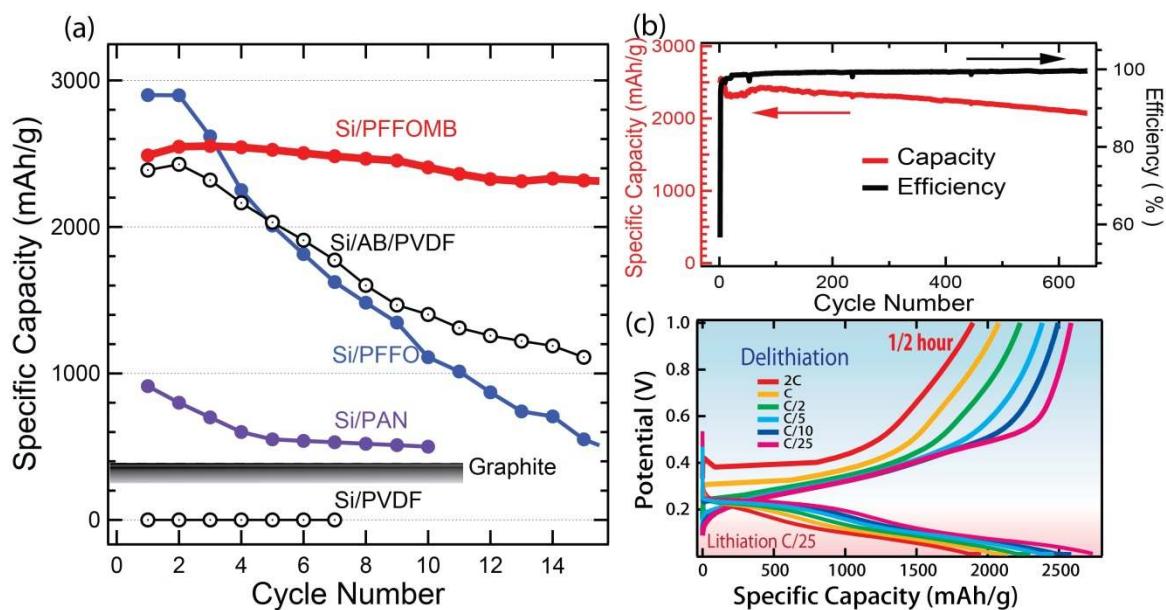 (a)
Specific Capacity (mAh/g)
3000
2000
1000
0
Si/PFFOMB
Si/AB/PVDF
Si/PFFO
Si/PAN
Graphite
Si/PVDF
0 2 4 6 8 10 12 14
Cycle Number
(b)
Specific Capacity (mAh/g)
3000
2000
1000
0
Capacity
Efficiency
100
80
60
Efficiency ( %)
0 200 400 600
Cycle Number
(c)
Potential (V)
1.0
0.8
0.6
0.4
0.2
1/2 hour
Delithiation
2C
C
C/2
C/5
C/10
C/25
Lithiation C/25
0 500 1000 1500 2000 2500
Specific Capacity (mAh/g)